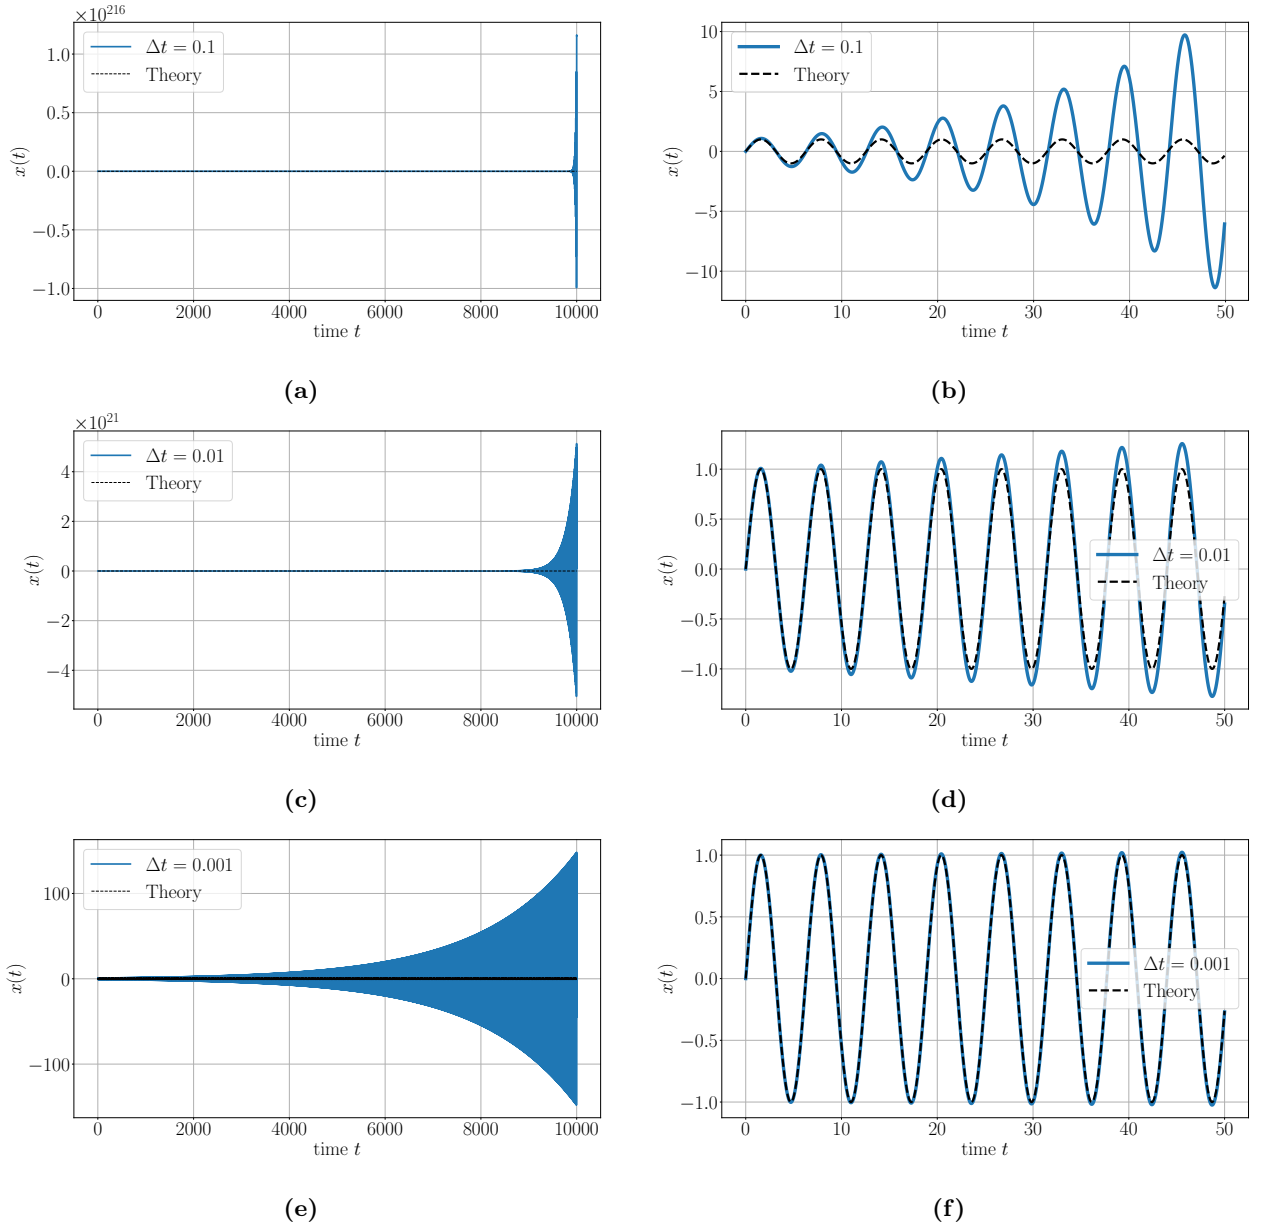 ×10^216
1.0
0.5
0.0
−0.5
−1.0
x(t)
Δt = 0.1
Theory
0 2000 4000 6000 8000 10000
time t
(a)
10
5
0
−5
−10
x(t)
Δt = 0.1
Theory
0 10 20 30 40 50
time t
(b)
×10^21
4
2
0
−2
−4
x(t)
Δt = 0.01
Theory
0 2000 4000 6000 8000 10000
time t
(c)
1.0
0.5
0.0
−0.5
−1.0
x(t)
Δt = 0.01
Theory
0 10 20 30 40 50
time t
(d)
100
0
−100
x(t)
Δt = 0.001
Theory
0 2000 4000 6000 8000 10000
time t
(e)
1.0
0.5
0.0
−0.5
−1.0
x(t)
Δt = 0.001
Theory
0 10 20 30 40 50
time t
(f)